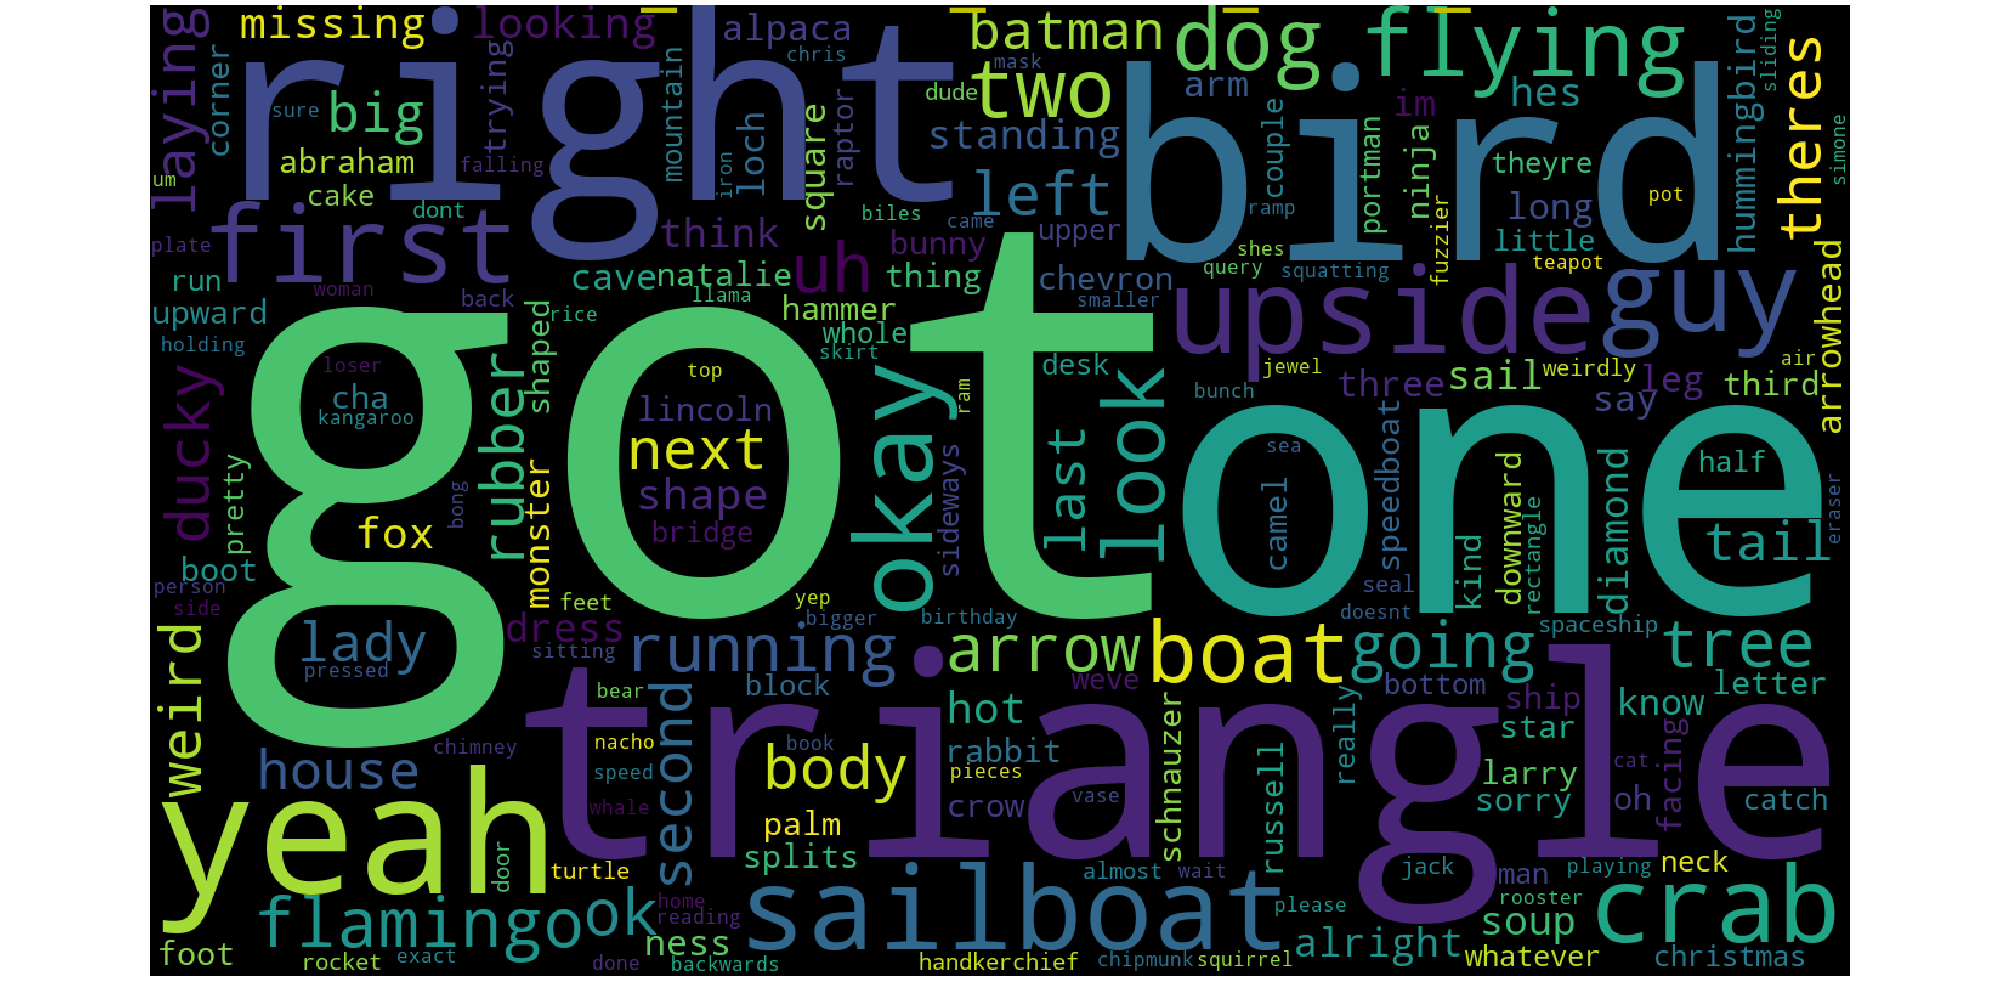 missing
looking
alpaca
chris
batman
mask
dog
flying
sliding
laying
corner
right
trying
mountain
two
dude
arm
hes
im
bird
hummingbird
theres
simone
sure
big
loch
square
raptor
standing
couple
portman
ninja
theyre
abraham
falling
iron
um
cake
dont
biles
came
left
ramp
long
pot
plate
first
think
bunny
upper
shes
fuzzier
little
run
woman
back
cave
natalie
uh
thing
chevron
query
squatting
teapot
guy
arrowhead
upward
llama
rice
hammer
smaller
upside
holding
shaped
whole
skirt
desk
loser
top
ram
jewel
weirdly
air
cha
kangaroo
lincoln
okay
look
bunch
three
sail
leg
third
say
ducky
rubber
got
next
last
one
pretty
bong
monster
shape
sideways
sea
camel
speedboat
half
fox
bridge
downward
rectangle
diamond
tail
eraser
boot
kind
person
side
feet
yep
bigger
birthday
seal
doesnt
lady
dress
sitting
running
arrow
boat
going
spaceship
tree
pressed
weird
bear
block
weve
bottom
ship
letter
second
hot
really
star
know
house
chimney
nacho
book
rabbit
schnauzer
russell
triangle
facing
speed
body
pieces
larry
cat
yeah
whale
crow
vase
sorry
oh
catch
palm
door
splits
turtle
almost
wait
jack
playing
man
neck
flamingo
ok
home
reading
sailboat
please
rooster
soup
crab
foot
rocket
exact
done
ness
backwards
handkerchief
chipmunk
squirrel
alright
whatever
christmas